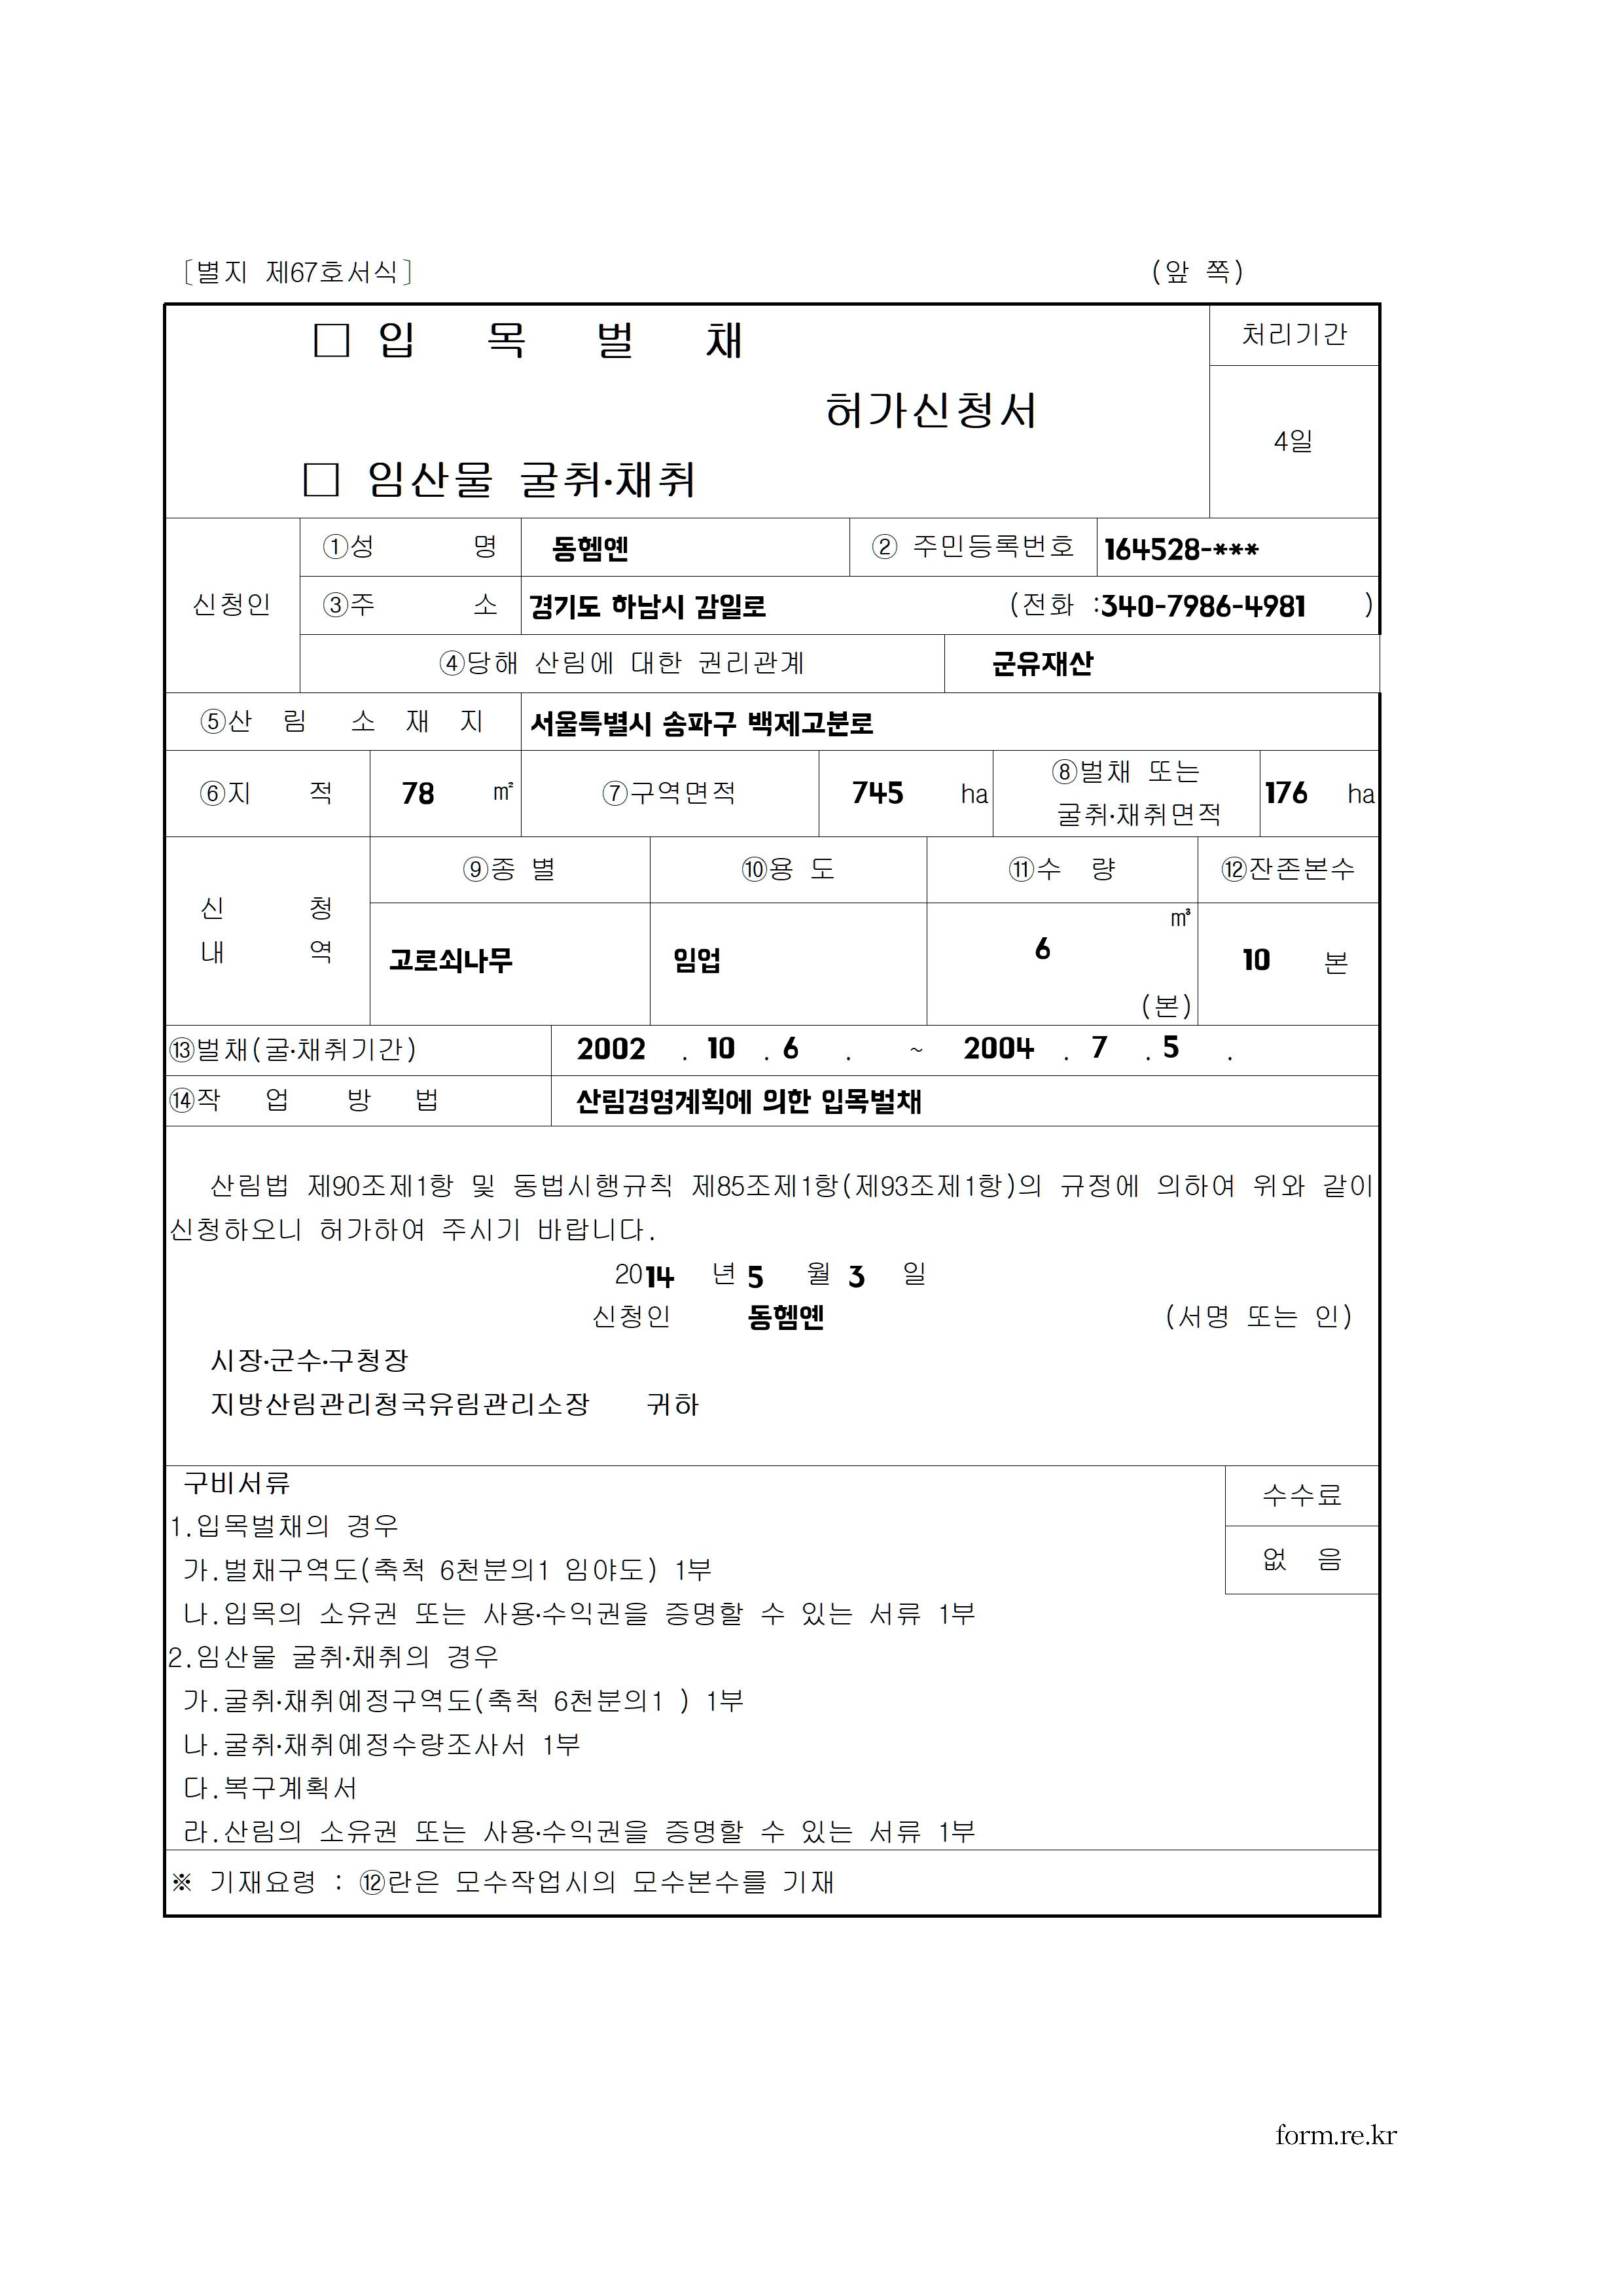 [별지 제67호서식] (앞 쪽)
□ 입 목 벌 채 처리기간
허가신청서
4일
□ 임산물 굴취·채취
신청인 ①성 명 동헴옌 ② 주민등록번호 164528-***
③주 소 경기도 하남시 감일로 (전화 :340-7986-4981 )
④당해 산림에 대한 권리관계 군유재산
⑤산 림 소 재 지 서울특별시 송파구 백제고분로
⑥지 적 78 ㎡ ⑦구역면적 745 ha ⑧벌채 또는 굴취·채취면적 176 ha
신 청 내 역 ⑨종 별 ⑩용 도 ⑪수 량 ⑫잔존본수
고로쇠나무 임업 6 ㎥ (본) 10 본
⑬벌채(굴·채취기간) 2002 . 10 . 6 . ~ 2004 . 7 . 5 .
⑭작 업 방 법 산림경영계획에 의한 입목벌채
산림법 제90조제1항 및 동법시행규칙 제85조제1항(제93조제1항)의 규정에 의하여 위와 같이
신청하오니 허가하여 주시기 바랍니다.
2014 년 5 월 3 일
신청인 동헴옌 (서명 또는 인)
시장·군수·구청장
지방산림관리청국유림관리소장 귀하
구비서류 수수료
1.입목벌채의 경우
가.벌채구역도(축척 6천분의1 임야도) 1부 없 음
나.입목의 소유권 또는 사용·수익권을 증명할 수 있는 서류 1부
2.임산물 굴취·채취의 경우
가.굴취·채취예정구역도(축척 6천분의1 ) 1부
나.굴취·채취예정수량조사서 1부
다.복구계획서
라.산림의 소유권 또는 사용·수익권을 증명할 수 있는 서류 1부
※ 기재요령 : ⑫란은 모수작업시의 모수본수를 기재
form.re.kr